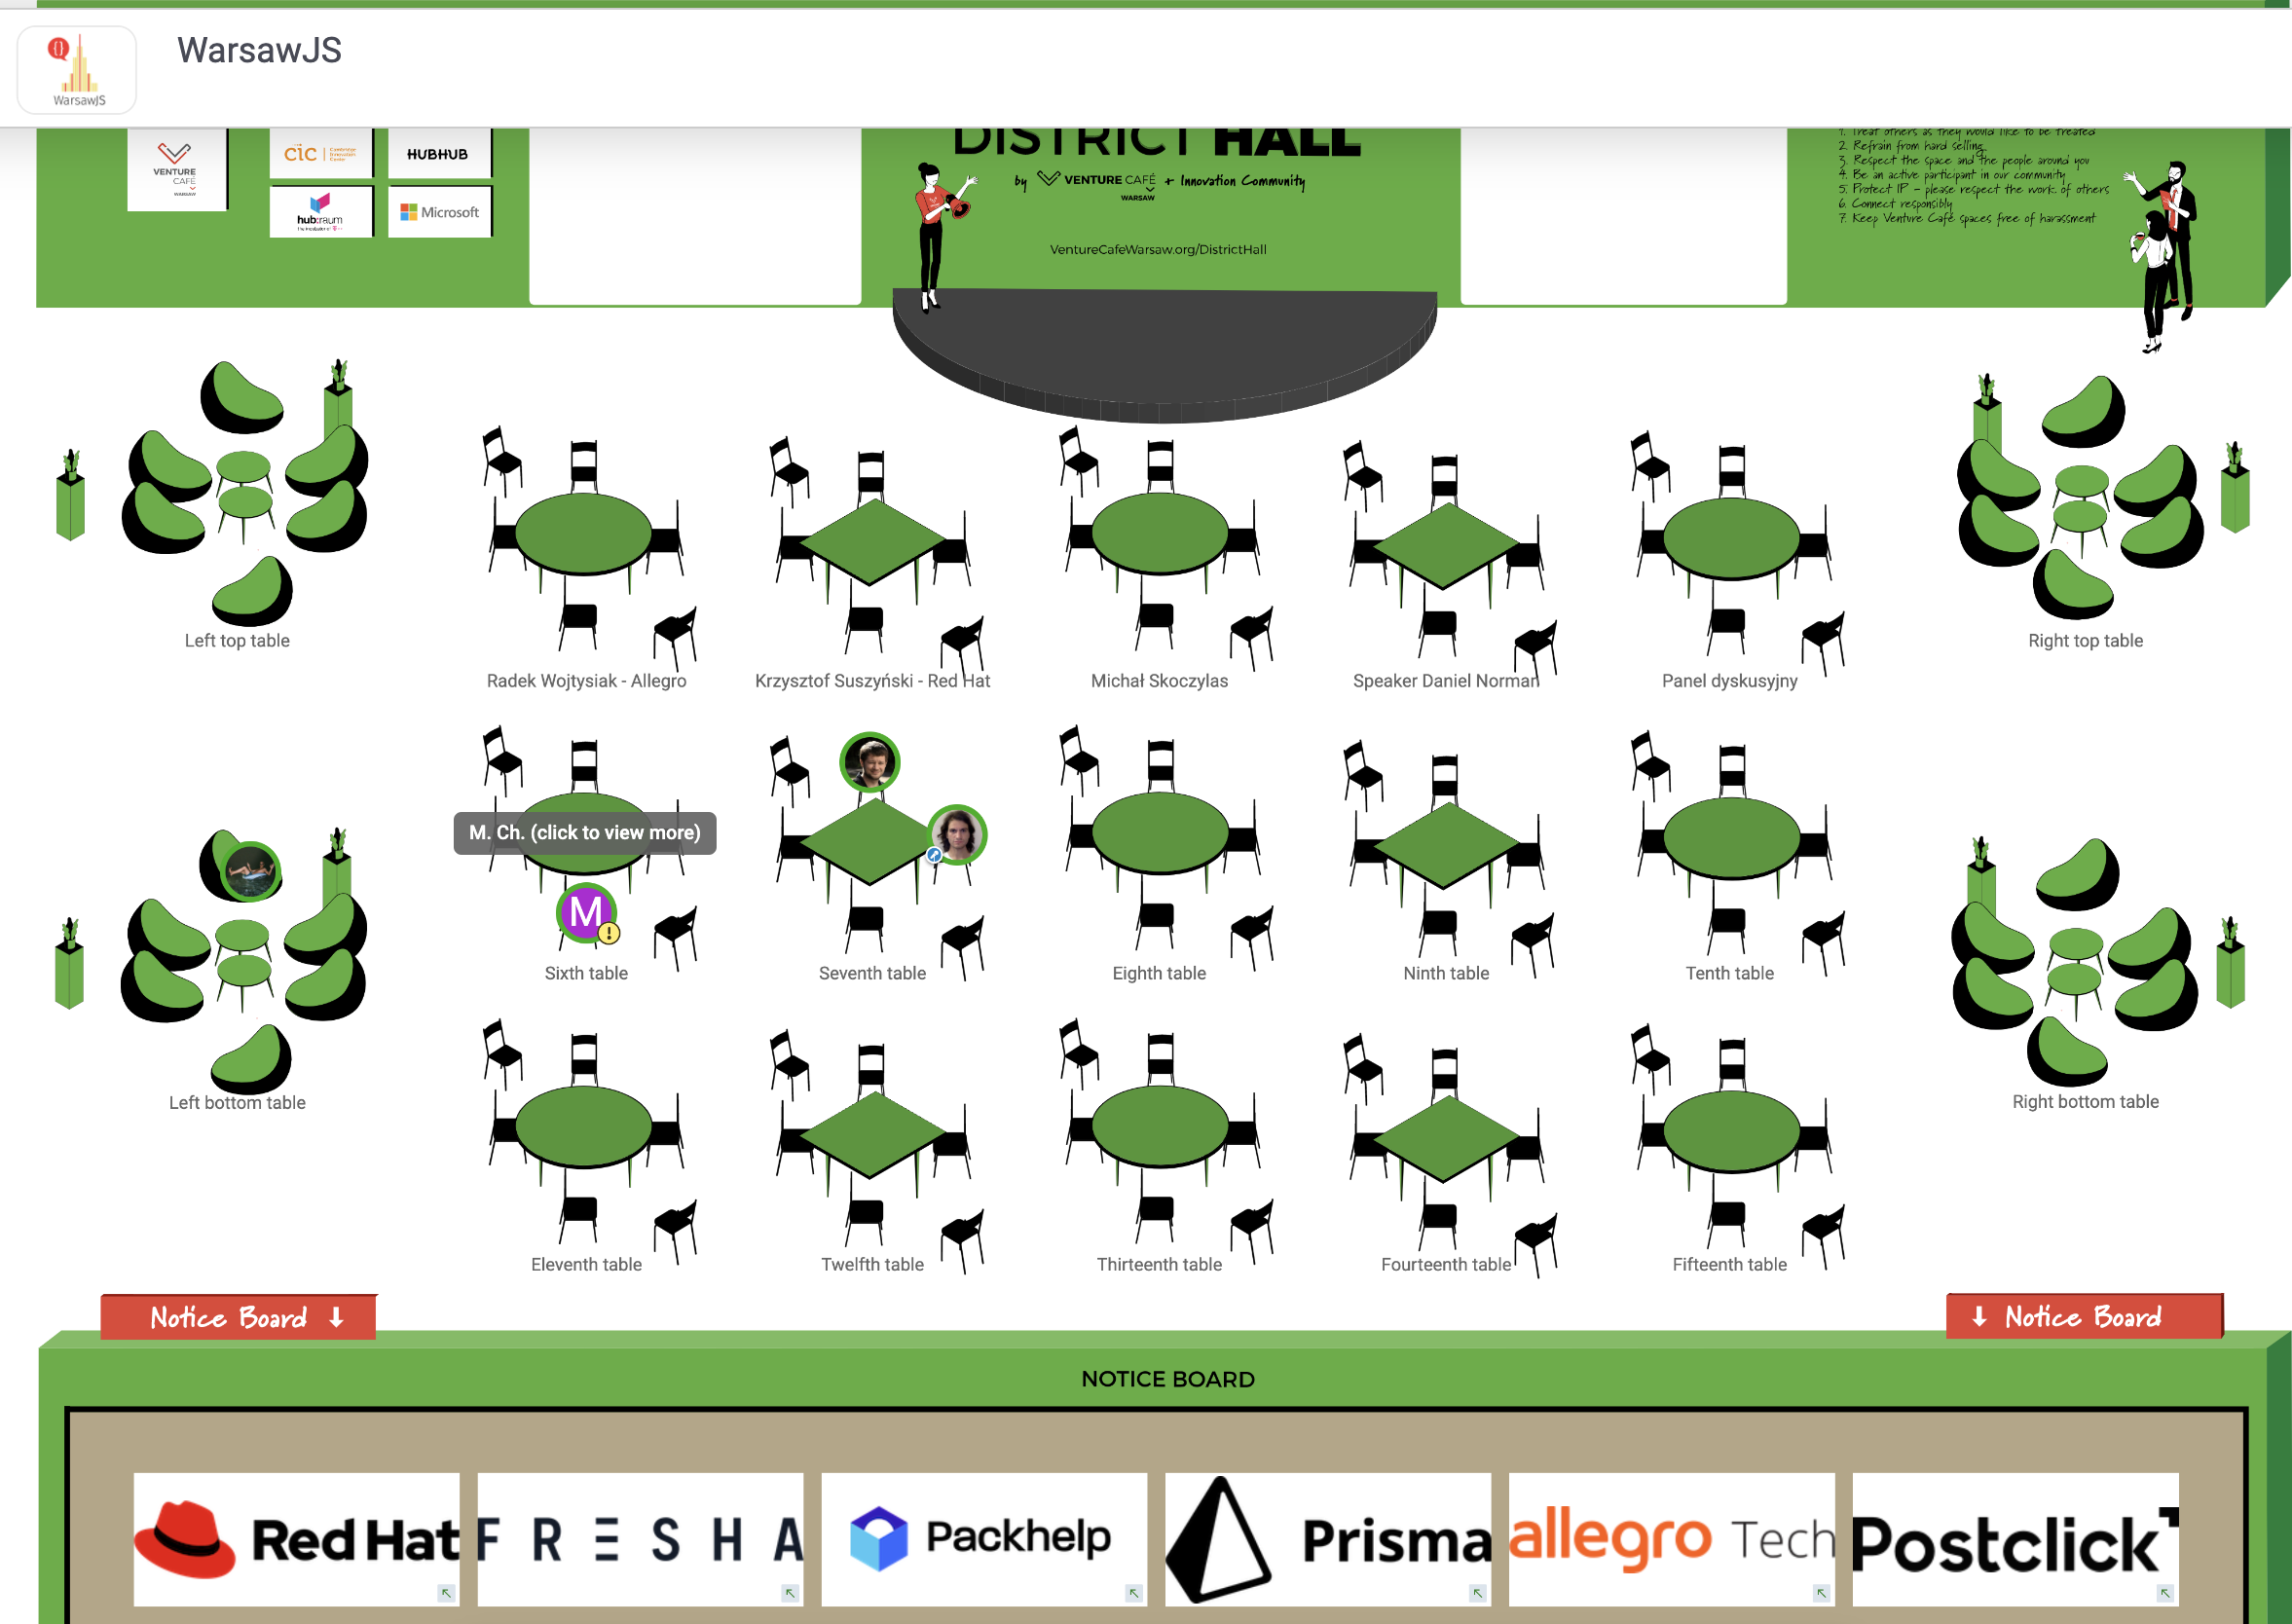 WarsawJS
WarsawJS
VENTURE
CAFÉ
WARSAW
CIC
Cambridge
Innovation
Center
HUBHUB
hub:raum
Microsoft
DISTRICT HALL
by VENTURE CAFÉ + Innovation Community
WARSAW
VentureCafeWarsaw.org/DistrictHall
1. Treat others as they would like to be treated
2. Refrain from hard selling
3. Respect the space and the people around you
4. Be an active participant in our community
5. Protect IP - please respect the work of others
6. Connect responsibly
7. Keep Venture Café spaces free of harassment
Left top table
Radek Wojtysiak - Allegro
Krzysztof Suszyński - Red Hat
Michał Skoczylas
Speaker Daniel Norman
Panel dyskusyjny
Right top table
M. Ch. (click to view more)
M
!
Sixth table
Seventh table
Eighth table
Ninth table
Tenth table
Left bottom table
Right bottom table
Eleventh table
Twelfth table
Thirteenth table
Fourteenth table
Fifteenth table
Notice Board
Notice Board
NOTICE BOARD
Red Hat
FRESHA
Packhelp
Prisma
allegro Tech
Postclick